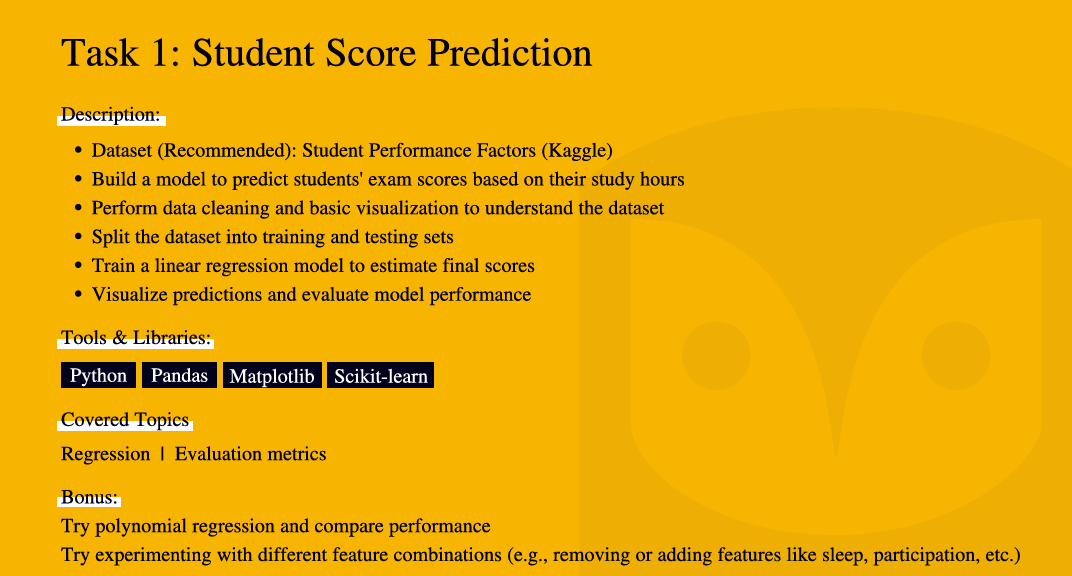 Task 1: Student Score Prediction
Description:
• Dataset (Recommended): Student Performance Factors (Kaggle)
• Build a model to predict students' exam scores based on their study hours
• Perform data cleaning and basic visualization to understand the dataset
• Split the dataset into training and testing sets
• Train a linear regression model to estimate final scores
• Visualize predictions and evaluate model performance
Tools & Libraries:
Python Pandas Matplotlib Scikit-learn
Covered Topics
Regression | Evaluation metrics
Bonus:
Try polynomial regression and compare performance
Try experimenting with different feature combinations (e.g., removing or adding features like sleep, participation, etc.)